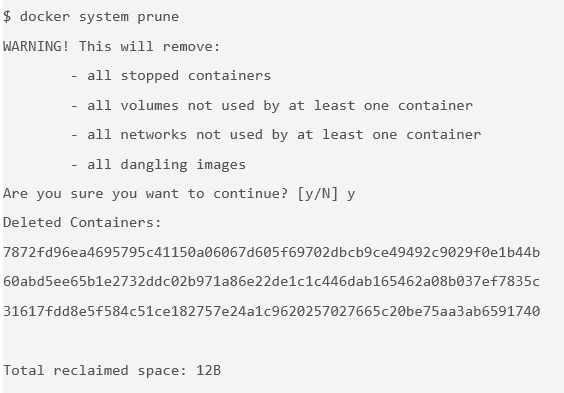 $ docker system prune
WARNING! This will remove:
- all stopped containers
- all volumes not used by at least one container
- all networks not used by at least one container
- all dangling images
Are you sure you want to continue? [y/N] y
Deleted Containers:
7872fd96ea4695795c41150a06067d605f69702dbcb9ce49492c9029f0e1b44b
60abd5ee65b1e2732ddc02b971a86e22de1c1c446dab165462a08b037ef7835c
31617fdd8e5f584c51ce182757e24a1c9620257027665c20be75aa3ab6591740
Total reclaimed space: 12B